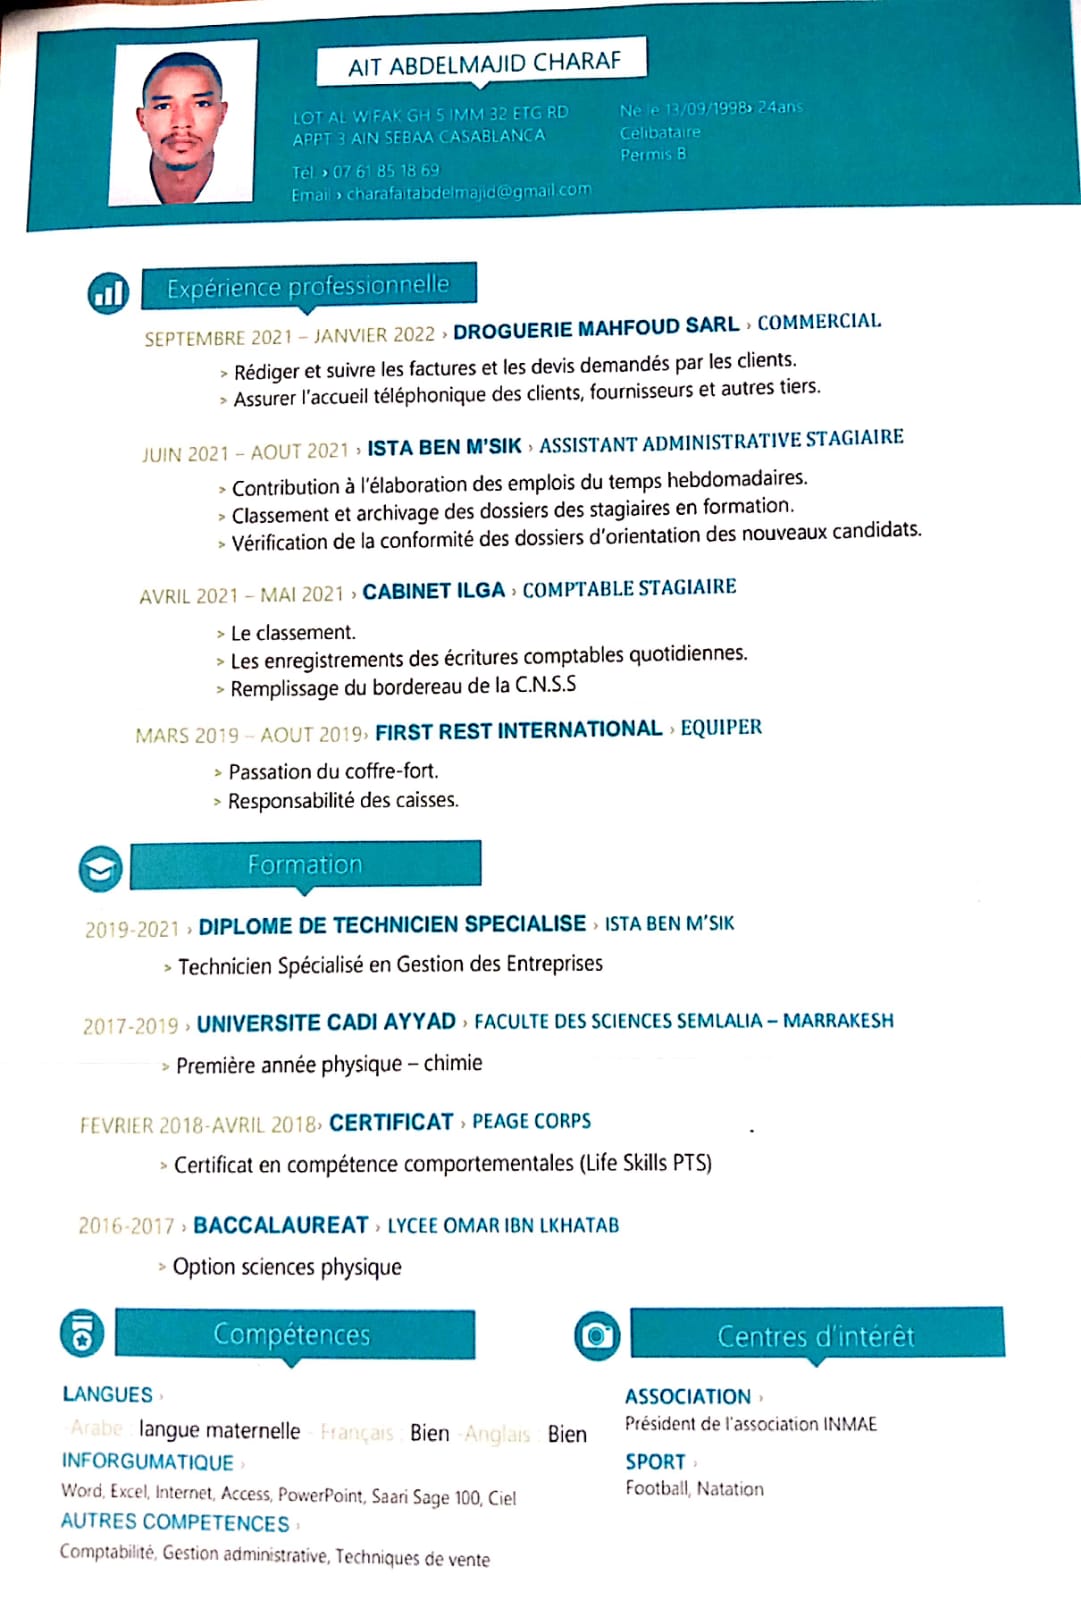 AIT ABDELMAJID CHARAF
LOT AL WIFAK GH 5 IMM 32 ETG RD
APPT 3 AIN SEBAA CASABLANCA
Tél. › 07 61 85 18 69
Email › charafaitabdelmajid@gmail.com
Né le 13/09/1998› 24ans
Célibataire
Permis B
Expérience professionnelle
SEPTEMBRE 2021 – JANVIER 2022 › DROGUERIE MAHFOUD SARL › COMMERCIAL
> Rédiger et suivre les factures et les devis demandés par les clients.
> Assurer l'accueil téléphonique des clients, fournisseurs et autres tiers.
JUIN 2021 – AOUT 2021 › ISTA BEN M'SIK › ASSISTANT ADMINISTRATIVE STAGIAIRE
> Contribution à l'élaboration des emplois du temps hebdomadaires.
> Classement et archivage des dossiers des stagiaires en formation.
> Vérification de la conformité des dossiers d'orientation des nouveaux candidats.
AVRIL 2021 – MAI 2021 › CABINET ILGA › COMPTABLE STAGIAIRE
> Le classement.
> Les enregistrements des écritures comptables quotidiennes.
> Remplissage du bordereau de la C.N.S.S
MARS 2019 – AOUT 2019› FIRST REST INTERNATIONAL › EQUIPER
> Passation du coffre-fort.
> Responsabilité des caisses.
Formation
2019-2021 › DIPLOME DE TECHNICIEN SPECIALISE › ISTA BEN M'SIK
> Technicien Spécialisé en Gestion des Entreprises
2017-2019 › UNIVERSITE CADI AYYAD › FACULTE DES SCIENCES SEMLALIA – MARRAKESH
> Première année physique – chimie
FEVRIER 2018-AVRIL 2018› CERTIFICAT › PEAGE CORPS
> Certificat en compétence comportementales (Life Skills PTS)
2016-2017 › BACCALAUREAT › LYCEE OMAR IBN LKHATAB
> Option sciences physique
Compétences
LANGUES ›
-Arabe : langue maternelle - Français : Bien -Anglais : Bien
INFORGUMATIQUE ›
Word, Excel, Internet, Access, PowerPoint, Saari Sage 100, Ciel
AUTRES COMPETENCES ›
Comptabilité, Gestion administrative, Techniques de vente
Centres d'intérêt
ASSOCIATION ›
Président de l'association INMAE
SPORT ›
Football, Natation